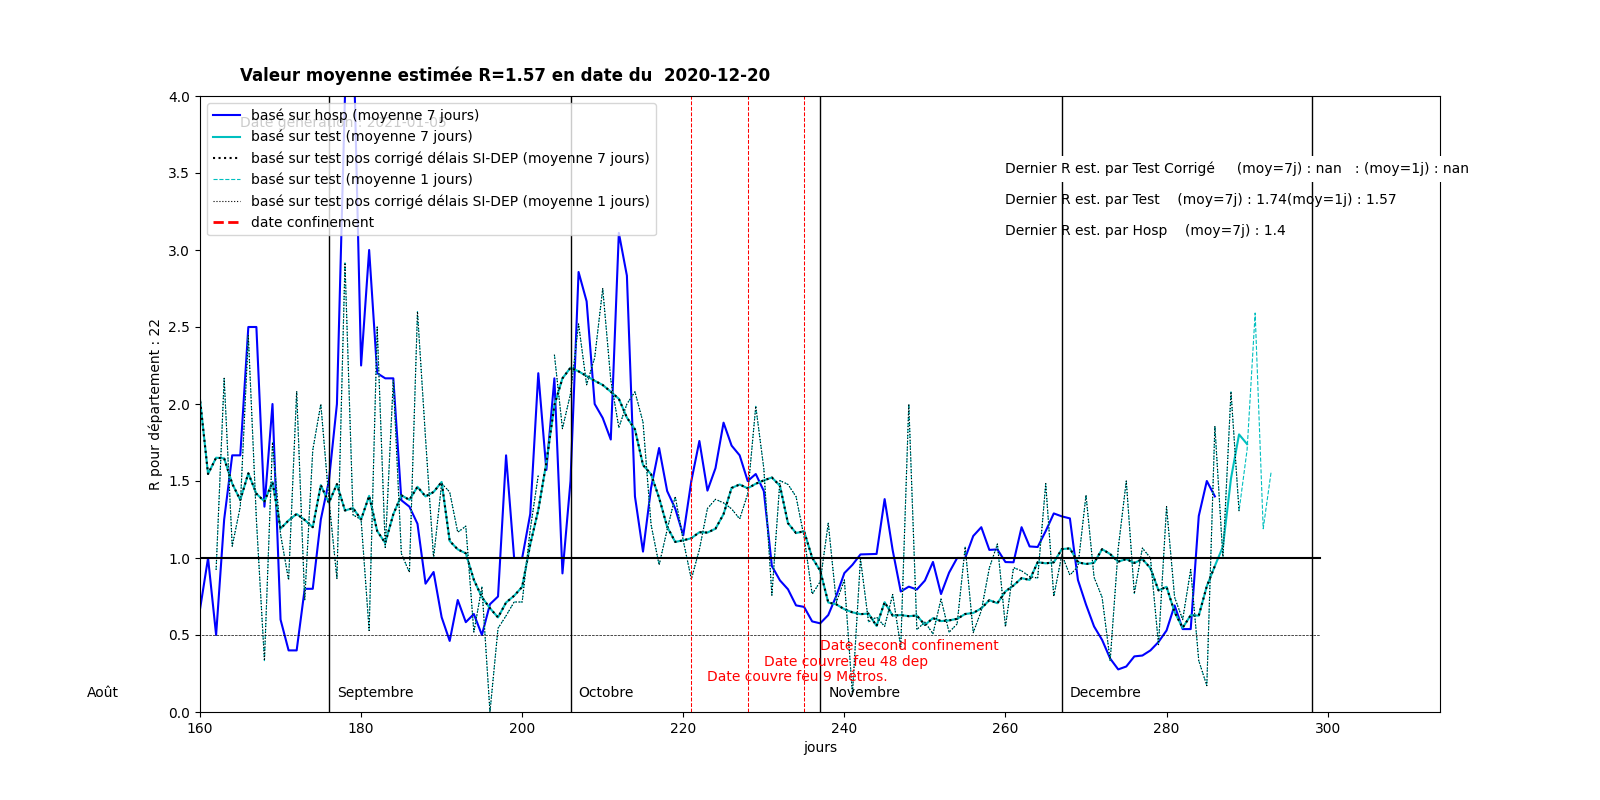 Valeur moyenne estimée R=1.57 en date du  2020-12-20
Date génération : 2021-01-05
basé sur hosp (moyenne 7 jours)
basé sur test (moyenne 7 jours)
basé sur test pos corrigé délais SI-DEP (moyenne 7 jours)
basé sur test (moyenne 1 jours)
basé sur test pos corrigé délais SI-DEP (moyenne 1 jours)
date confinement
Dernier R est. par Test Corrigé     (moy=7j) : nan   : (moy=1j) : nan
Dernier R est. par Test    (moy=7j) : 1.74(moy=1j) : 1.57
Dernier R est. par Hosp    (moy=7j) : 1.4
R pour département : 22
4.0
3.5
3.0
2.5
2.0
1.5
1.0
0.5
0.0
Date second confinement
Date couvre feu 48 dep
Date couvre feu 9 Métros.
Août
Septembre
Octobre
Novembre
Decembre
160
180
200
220
240
260
280
300
jours